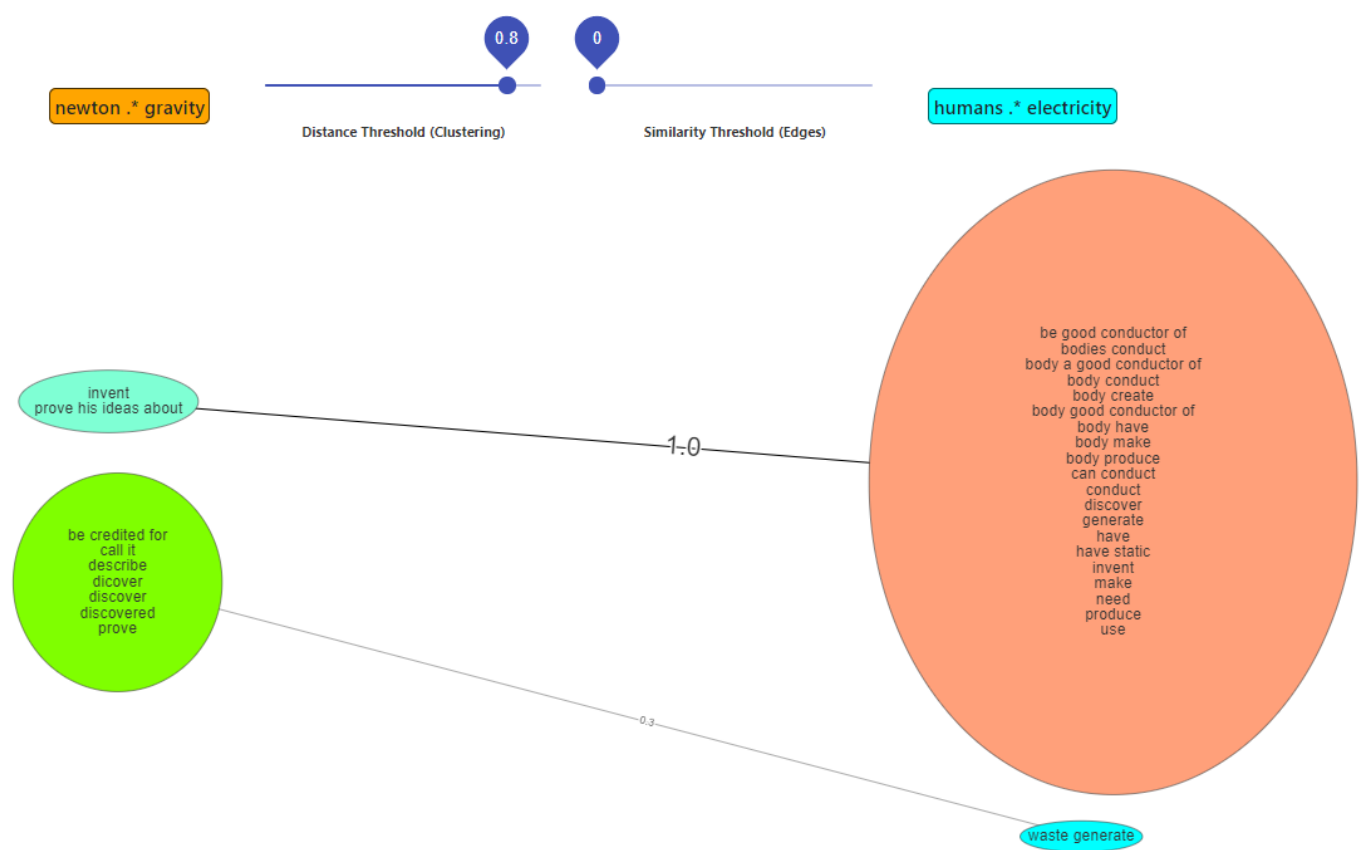 0.8
0
newton .* gravity
humans .* electricity
Distance Threshold (Clustering)
Similarity Threshold (Edges)
invent
prove his ideas about
1.0
be credited for
call it
describe
dicover
discover
discovered
prove
0.3
be good conductor of
bodies conduct
body a good conductor of
body conduct
body create
body good conductor of
body have
body make
body produce
can conduct
conduct
discover
generate
have
have static
invent
make
need
produce
use
waste generate